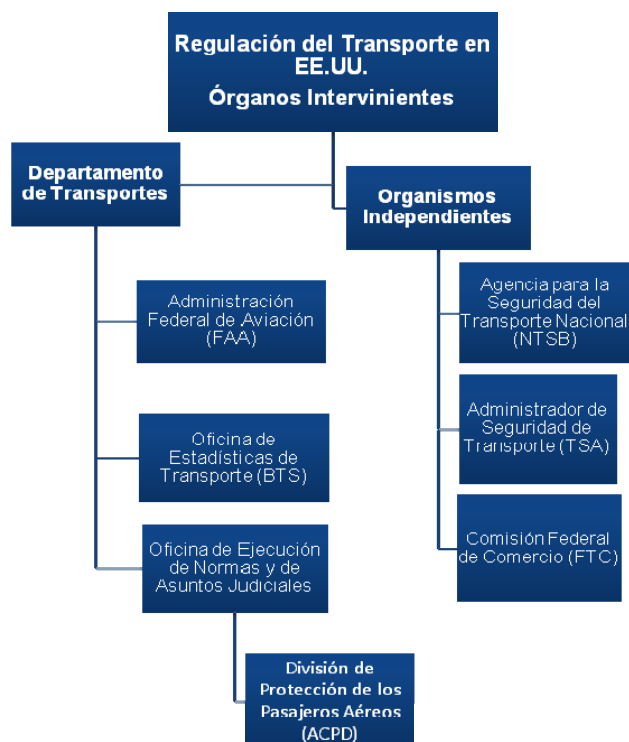 Regulación del Transporte en
EE.UU.
Órganos Intervinientes
Departamento
de Transportes
Organismos
Independientes
Administración
Federal de Aviación
(FAA)
Agencia para la
Seguridad del
Transporte Nacional
(NTSB)
Oficina de
Estadísticas de
Transporte (BTS)
Administrador de
Seguridad de
Transporte (TSA)
Oficina de Ejecución
de Normas y de
Asuntos Judiciales
Comisión Federal
de Comercio (FTC)
División de
Protección de los
Pasajeros Aéreos
(ACPD)